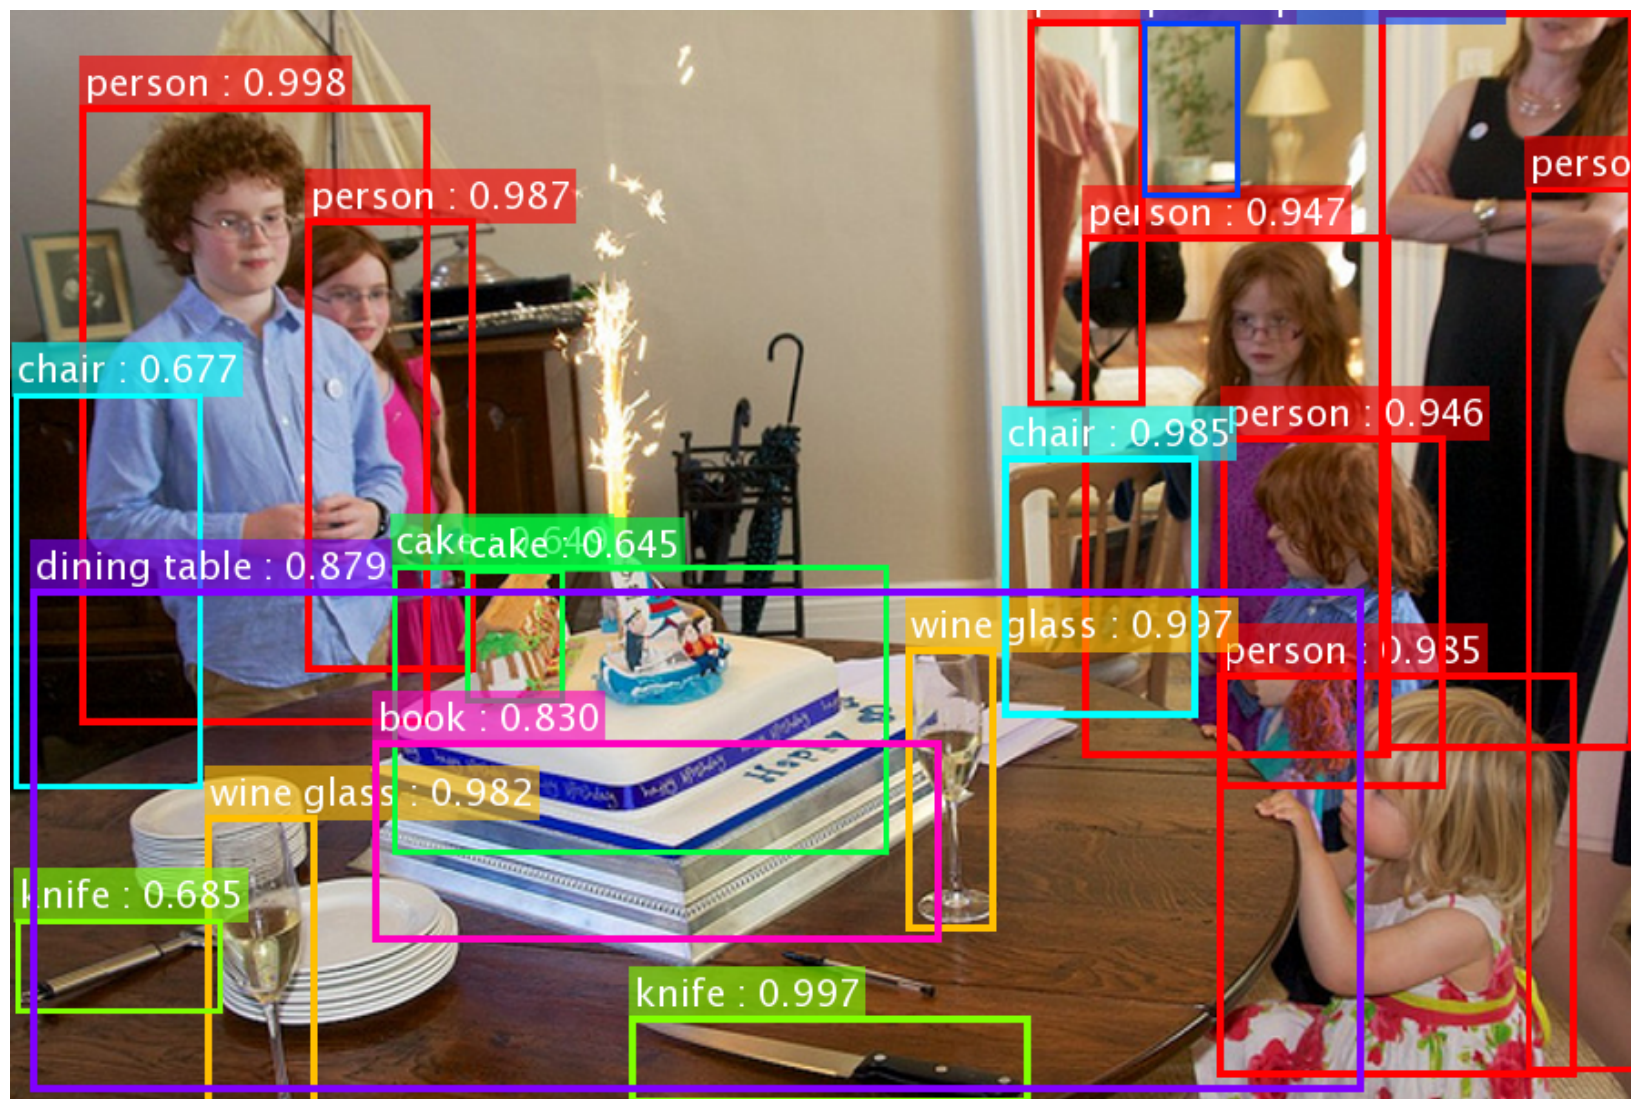 person : 0.998
person : 0.987
perso
person : 0.947
chair : 0.677
person : 0.946
chair : 0.985
cake
cake : 0.645
dining table : 0.879
wine glass : 0.997
person : 0.985
book : 0.830
Happy
wine glass : 0.982
knife : 0.685
knife : 0.997